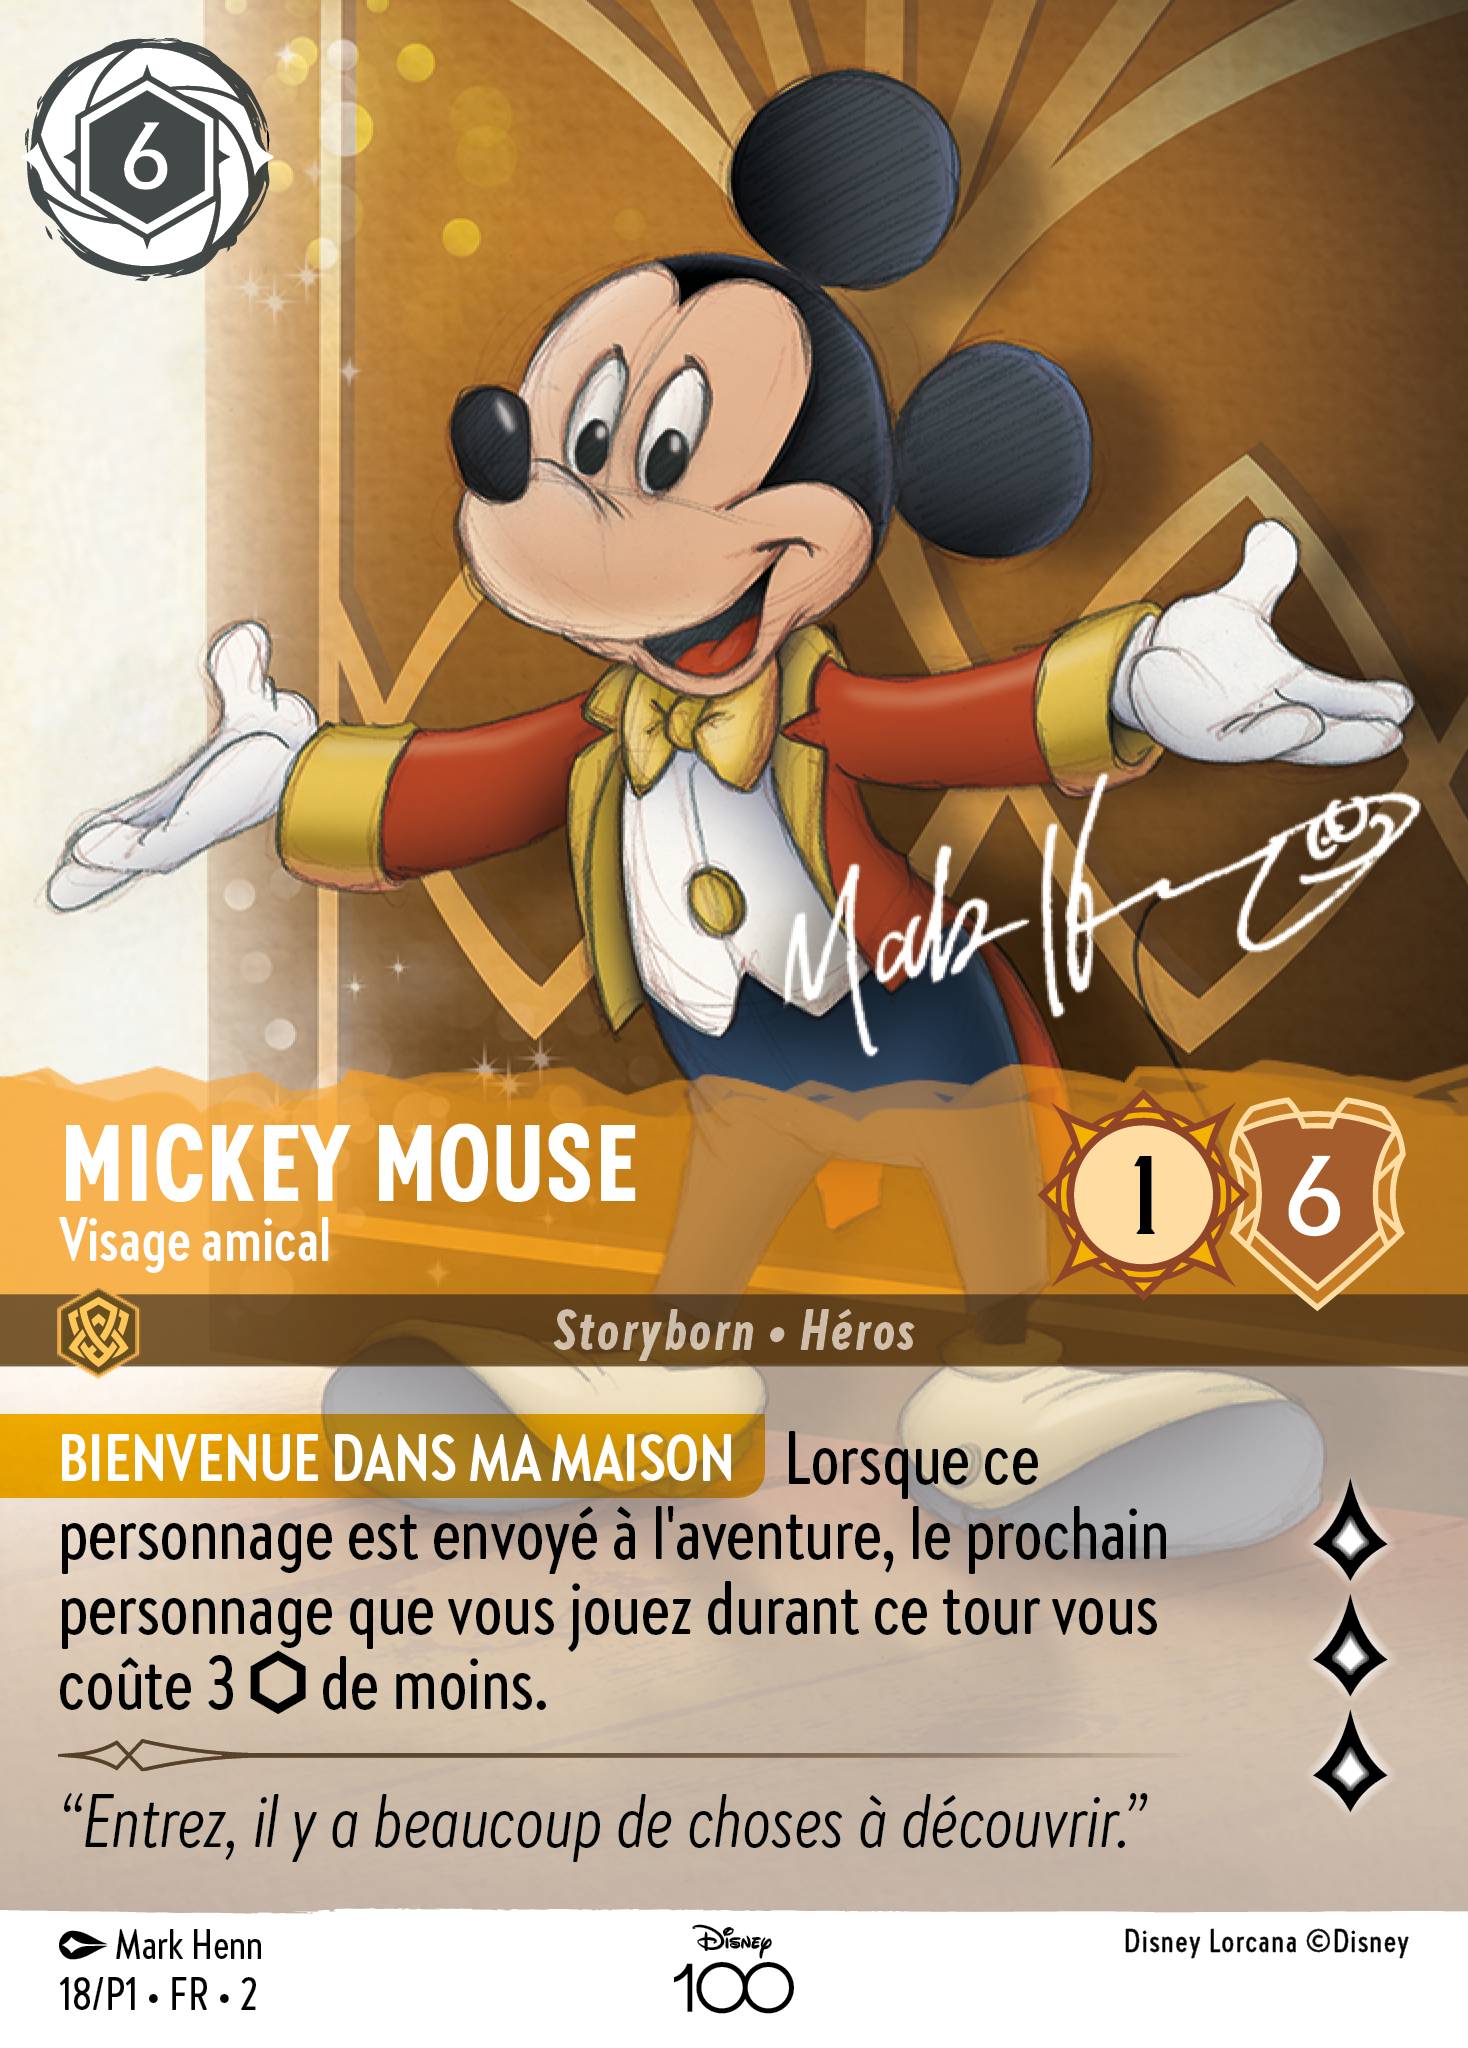 6
Mark Henn
MICKEY MOUSE
Visage amical
1
6
Storyborn • Héros
BIENVENUE DANS MA MAISON Lorsque ce
personnage est envoyé à l'aventure, le prochain
personnage que vous jouez durant ce tour vous
coûte 3 ⬡ de moins.
“Entrez, il y a beaucoup de choses à découvrir.”
Mark Henn
18/P1 • FR • 2
Disney
100
Disney Lorcana ©Disney